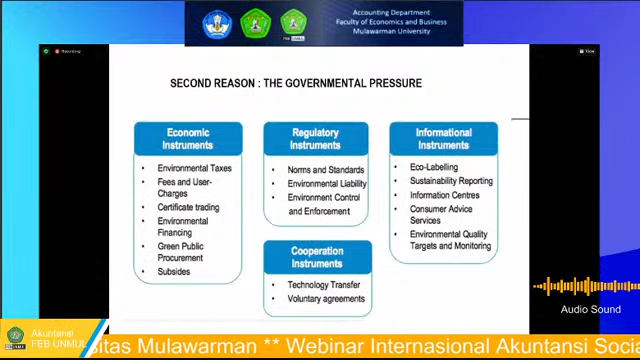 Accounting Department
Faculty of Economics and Business
Mulawarman University
Recording
View
SECOND REASON : THE GOVERNMENTAL PRESSURE
Economic
Instruments
• Environmental Taxes
• Fees and User-
Charges
• Certificate trading
• Environmental
Financing
• Green Public
Procurement
• Subsides
Regulatory
Instruments
• Norms and Standards
• Environmental Liability
• Environment Control
and Enforcement
Cooperation
Instruments
• Technology Transfer
• Voluntary agreements
Informational
Instruments
• Eco-Labelling
• Sustainability Reporting
• Information Centres
• Consumer Advice
Services
• Environmental Quality
Targets and Monitoring
Audio Sound
Akuntansi
FEB UNMUL
sitas Mulawarman ** Webinar Internasional Akuntansi Socia